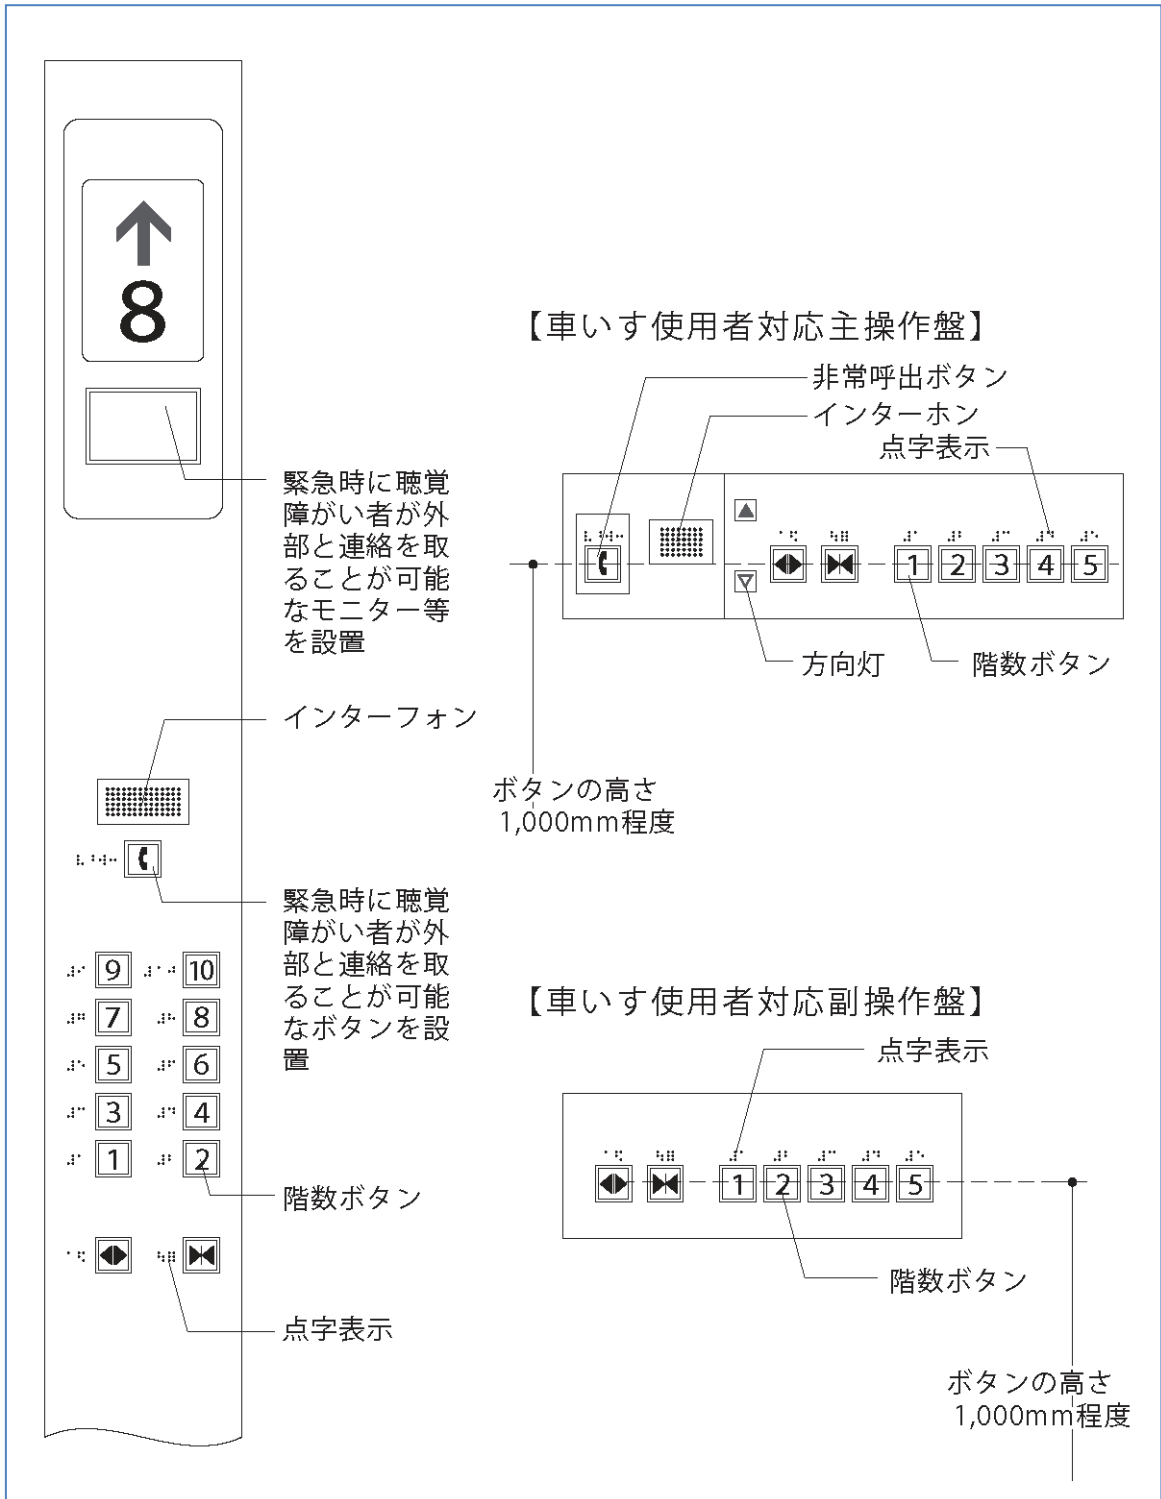 8
緊急時に聴覚
障がい者が外
部と連絡を取
ることが可能
なモニター等
を設置
インターフォン
緊急時に聴覚
障がい者が外
部と連絡を取
ることが可能
なボタンを設
置
9 10
7 8
5 6
3 4
1 2
階数ボタン
点字表示
【車いす使用者対応主操作盤】
非常呼出ボタン
インターホン
点字表示
1 2 3 4 5
方向灯
階数ボタン
ボタンの高さ
1,000mm程度
【車いす使用者対応副操作盤】
点字表示
1 2 3 4 5
階数ボタン
ボタンの高さ
1,000mm程度